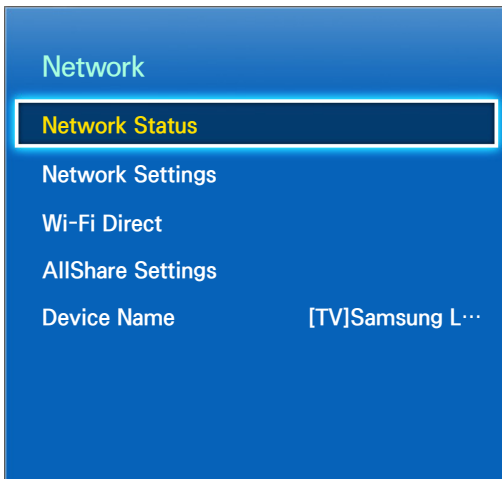 Network
Network Status
Network Settings
Wi-Fi Direct
AllShare Settings
Device Name [TV]Samsung L···